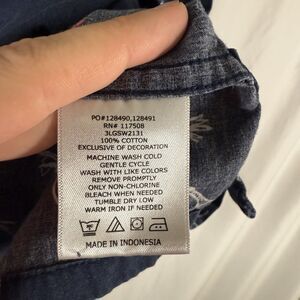 PO#128490, 128491
RN# 117508
3LGSW2131
100% COTTON
EXCLUSIVE OF DECORATION
MACHINE WASH COLD
GENTLE CYCLE
WASH WITH LIKE COLORS
REMOVE PROMPTLY
ONLY NON-CHLORINE
BLEACH WHEN NEEDED
TUMBLE DRY LOW
WARM IRON IF NEEDED
MADE IN INDONESIA